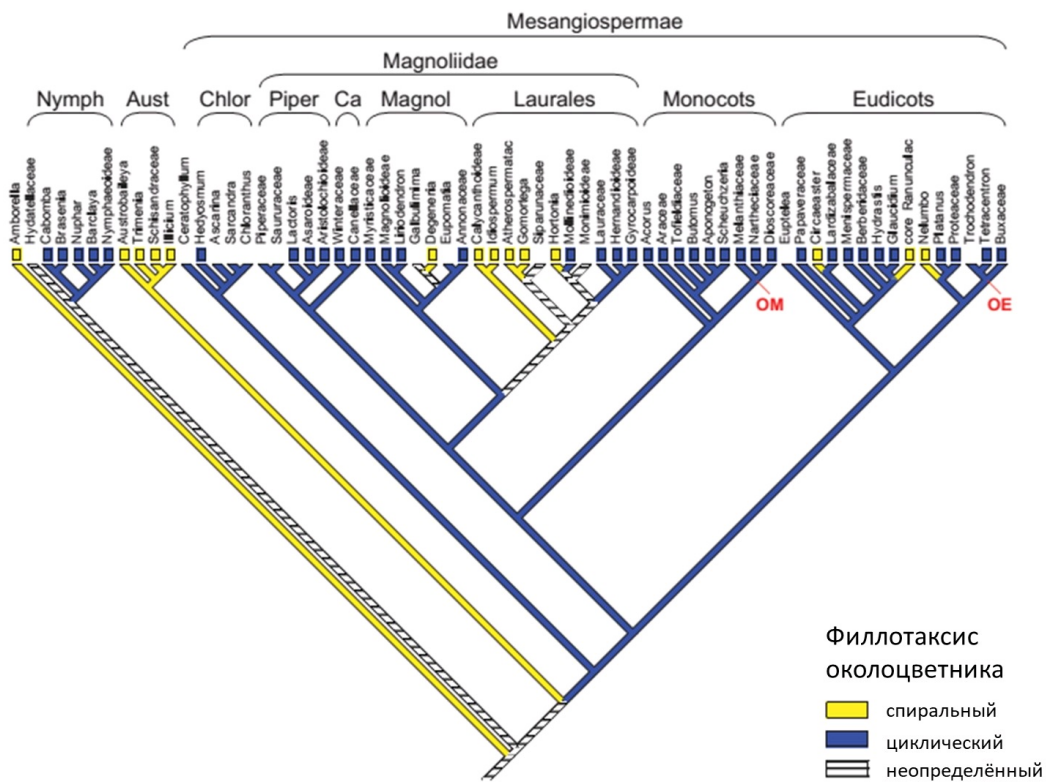 Mesangiospermae
Magnoliidae
Nymph Aust Chlor Piper Ca Magnol Laurales Monocots Eudicots
Amborella
Hydatellaceae
Cabomba
Brasenia
Nuphar
Barclaya
Nymphaeoideae
Austrobaileya
Trimenia
Schisandraceae
Illicium
Ceratophyllum
Hedyosmum
Ascarina
Sarcandra
Chloranthus
Piperaceae
Saururaceae
Lactoris
Asaroideae
Aristolochioideae
Winteraceae
Canellaceae
Myristicaceae
Magnolioideae
Liriodendron
Galbulimima
Degeneria
Eupomatia
Annonaceae
Calycanthoideae
Idiospermum
Atherospermatac
Gomortega
Siparunaceae
Hortonia
Mollinedioideae
Monimioideae
Lauraceae
Hernandioideae
Gyrocarpoideae
Acorus
Araceae
Tofieldiaceae
Butomus
Aponogeton
Scheuchzeria
Melanthiaceae
Nartheciaceae
Dioscoreaceae
Euptelea
Papaveraceae
Circaeaster
Lardizabalaceae
Menispermaceae
Berberidaceae
Hydrastis
Glaucidium
core Ranunculac
Nelumbo
Platanus
Proteaceae
Trochodendron
Tetracentron
Buxaceae
OM
OE
Филлотаксис
околоцветника
спиральный
циклический
неопределённый